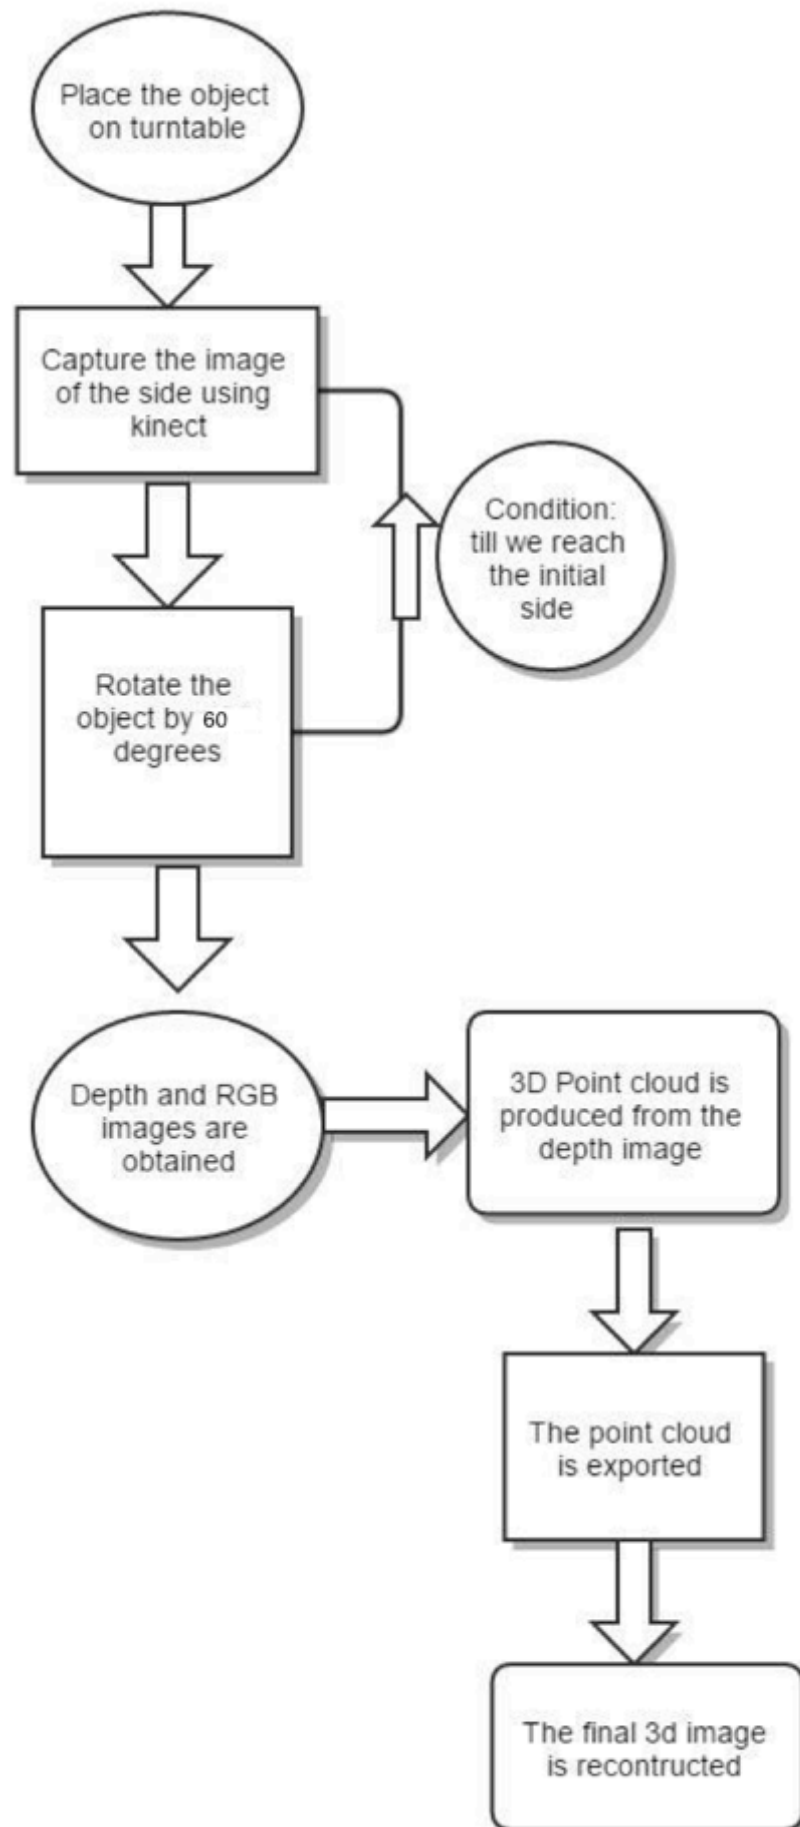 Place the object
on turntable
Capture the image
of the side using
kinect
Condition:
till we reach
the initial
side
Rotate the
object by 60
degrees
Depth and RGB
images are
obtained
3D Point cloud is
produced from the
depth image
The point cloud
is exported
The final 3d image
is recontructed